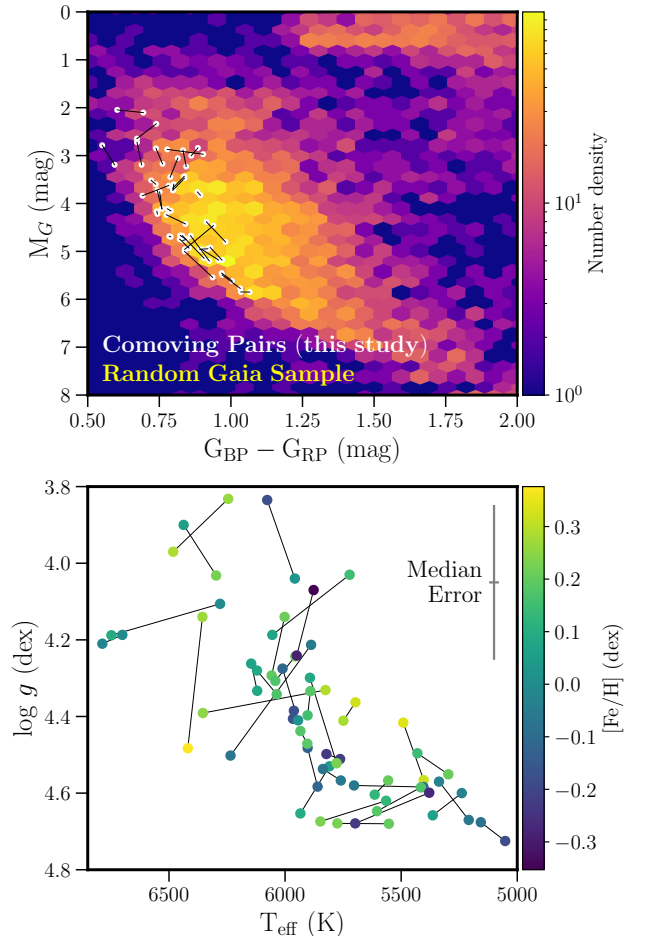 0
1
2
3
4
5
6
7
8
M_G (mag)
Comoving Pairs (this study)
Random Gaia Sample
0.50 0.75 1.00 1.25 1.50 1.75 2.00
G_BP − G_RP (mag)
10^1
10^0
Number density
3.8
4.0
4.2
4.4
4.6
4.8
log g (dex)
Median
Error
6500 6000 5500 5000
T_eff (K)
0.3
0.2
0.1
0.0
−0.1
−0.2
−0.3
[Fe/H] (dex)